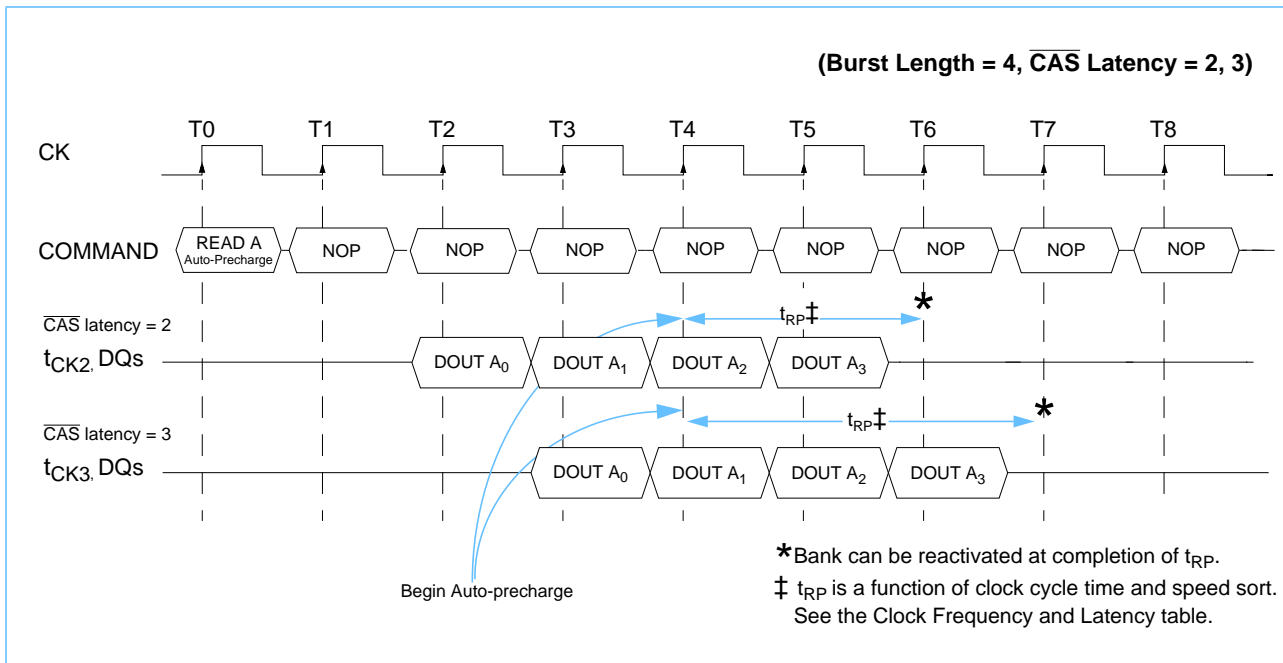 (Burst Length = 4, CAS Latency = 2, 3)
T0 T1 T2 T3 T4 T5 T6 T7 T8
CK
COMMAND READ A Auto-Precharge NOP NOP NOP NOP NOP NOP NOP NOP
CAS latency = 2
tRP‡ *
tCK2, DQs DOUT A0 DOUT A1 DOUT A2 DOUT A3
CAS latency = 3
tRP‡ *
tCK3, DQs DOUT A0 DOUT A1 DOUT A2 DOUT A3
Begin Auto-precharge
*Bank can be reactivated at completion of tRP.
‡ tRP is a function of clock cycle time and speed sort.
See the Clock Frequency and Latency table.